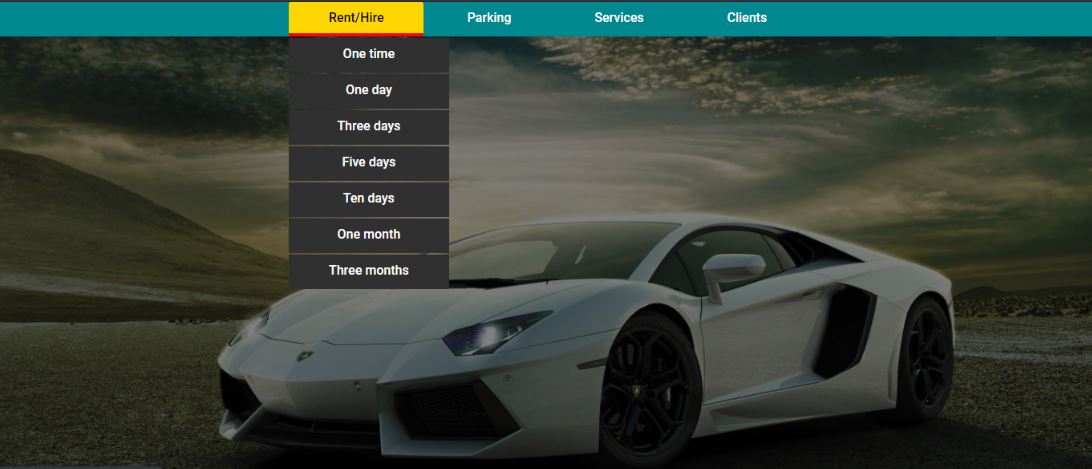 Rent/Hire Parking Services Clients
One time
One day
Three days
Five days
Ten days
One month
Three months